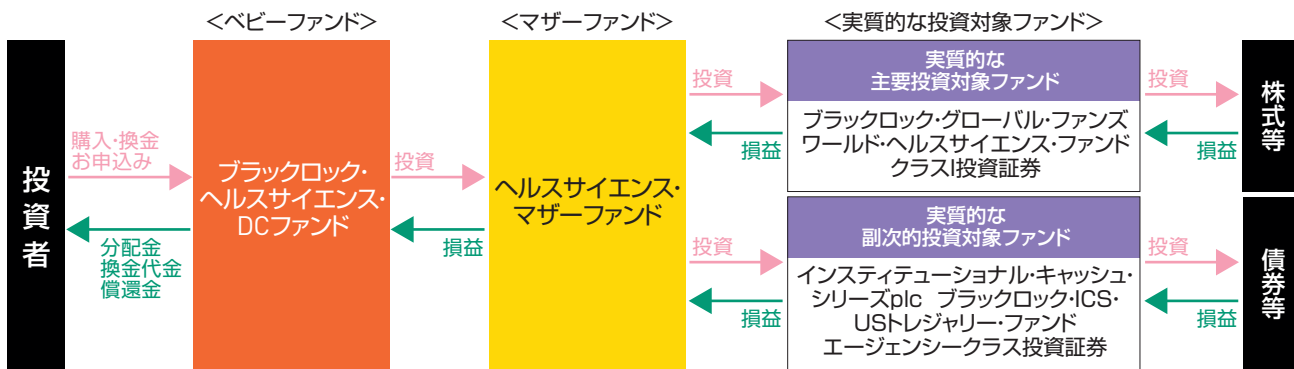 <ベビーファンド>
<マザーファンド>
<実質的な投資対象ファンド>
投資者
購入・換金
お申込み
分配金
換金代金
償還金
ブラックロック・
ヘルスサイエンス・
DCファンド
投資
損益
ヘルスサイエンス・
マザーファンド
投資
損益
実質的な
主要投資対象ファンド
ブラックロック・グローバル・ファンズ
ワールド・ヘルスサイエンス・ファンド
クラスI投資証券
投資
損益
株式等
投資
損益
実質的な
副次的投資対象ファンド
インスティテューショナル・キャッシュ・
シリーズplc ブラックロック・ICS・
USトレジャリー・ファンド
エージェンシークラス投資証券
投資
損益
債券等